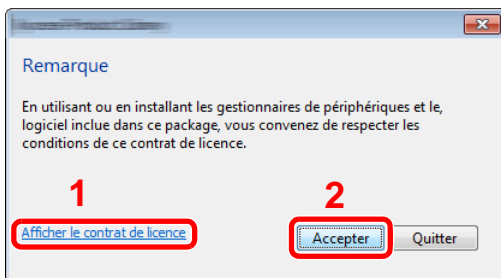 Remarque
En utilisant ou en installant les gestionnaires de périphériques et le,
logiciel inclue dans ce package, vous convenez de respecter les
conditions de ce contrat de licence.
1
2
Afficher le contrat de licence
Accepter
Quitter